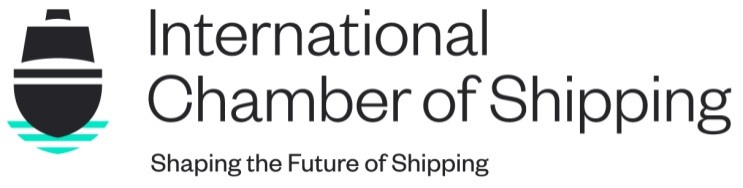 International
Chamber of Shipping
Shaping the Future of Shipping